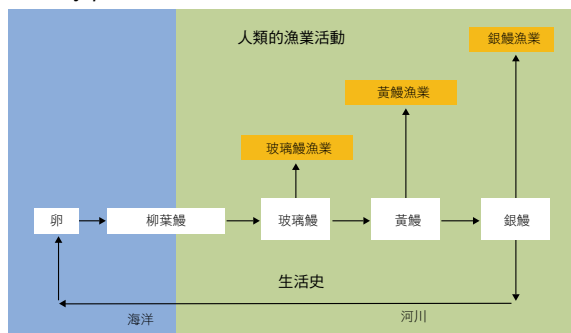 人類的漁業活動
銀鰻漁業
黃鰻漁業
玻璃鰻漁業
卵
柳葉鰻
玻璃鰻
黃鰻
銀鰻
生活史
海洋
河川